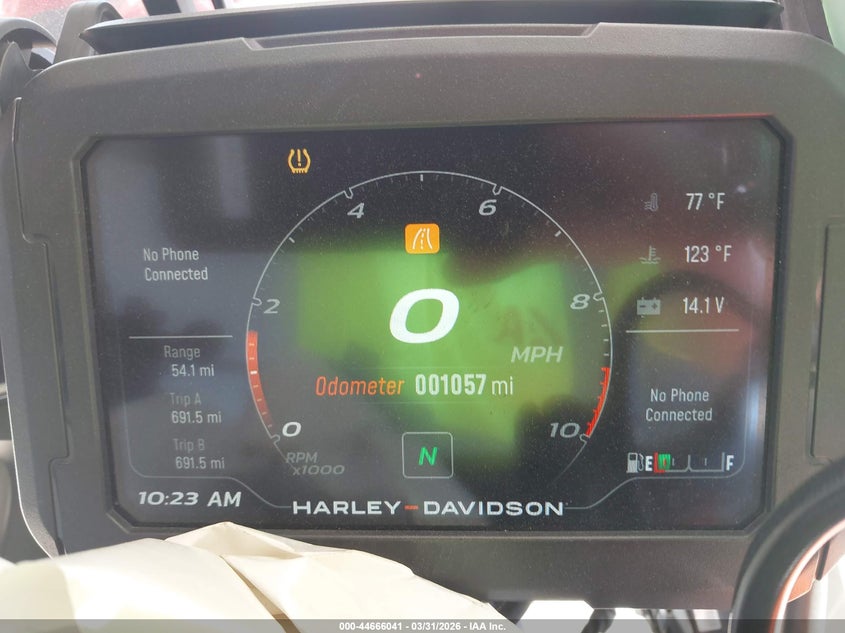 4
6
2
8
0
10
RPM
x1000
0
MPH
Odometer 001057 mi
N
No Phone
Connected
Range
54.1 mi
Trip A
691.5 mi
Trip B
691.5 mi
10:23 AM
77 °F
123 °F
14.1 V
No Phone
Connected
E F
HARLEY-DAVIDSON
000-44666041 - 03/31/2026 - IAA Inc.